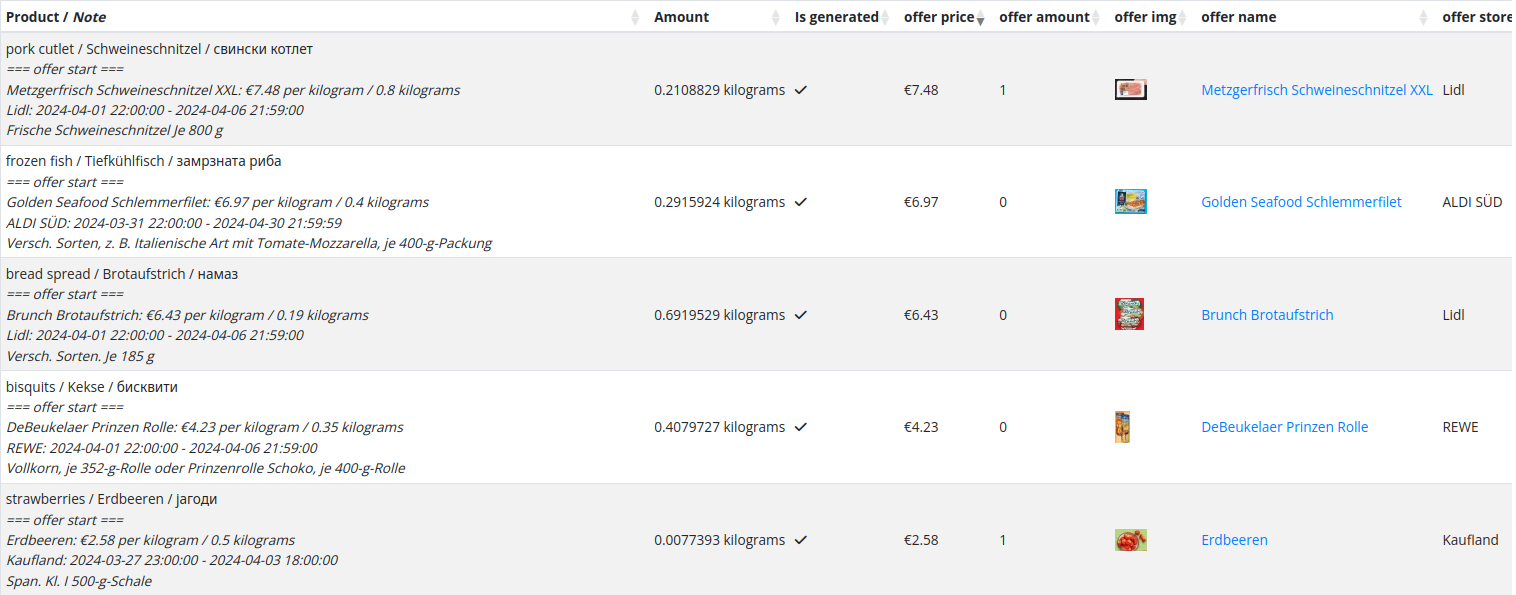 Product / Note Amount Is generated offer price offer amount offer img offer name offer store
pork cutlet / Schweineschnitzel / свински котлет
=== offer start ===
Metzgerfrisch Schweineschnitzel XXL: €7.48 per kilogram / 0.8 kilograms 0.2108829 kilograms €7.48 1 Metzgerfrisch Schweineschnitzel XXL Lidl
Lidl: 2024-04-01 22:00:00 - 2024-04-06 21:59:00
Frische Schweineschnitzel Je 800 g
frozen fish / Tiefkühlfisch / замрзната риба
=== offer start ===
Golden Seafood Schlemmerfilet: €6.97 per kilogram / 0.4 kilograms 0.2915924 kilograms €6.97 0 Golden Seafood Schlemmerfilet ALDI SÜD
ALDI SÜD: 2024-03-31 22:00:00 - 2024-04-30 21:59:59
Versch. Sorten, z. B. Italienische Art mit Tomate-Mozzarella, je 400-g-Packung
bread spread / Brotaufstrich / намаз
=== offer start ===
Brunch Brotaufstrich: €6.43 per kilogram / 0.19 kilograms 0.6919529 kilograms €6.43 0 Brunch Brotaufstrich Lidl
Lidl: 2024-04-01 22:00:00 - 2024-04-06 21:59:00
Versch. Sorten. Je 185 g
bisquits / Kekse / бисквити
=== offer start ===
DeBeukelaer Prinzen Rolle: €4.23 per kilogram / 0.35 kilograms 0.4079727 kilograms €4.23 0 DeBeukelaer Prinzen Rolle REWE
REWE: 2024-04-01 22:00:00 - 2024-04-06 21:59:00
Vollkorn, je 352-g-Rolle oder Prinzenrolle Schoko, je 400-g-Rolle
strawberries / Erdbeeren / јагоди
=== offer start ===
Erdbeeren: €2.58 per kilogram / 0.5 kilograms 0.0077393 kilograms €2.58 1 Erdbeeren Kaufland
Kaufland: 2024-03-27 23:00:00 - 2024-04-03 18:00:00
Span. Kl. I 500-g-Schale